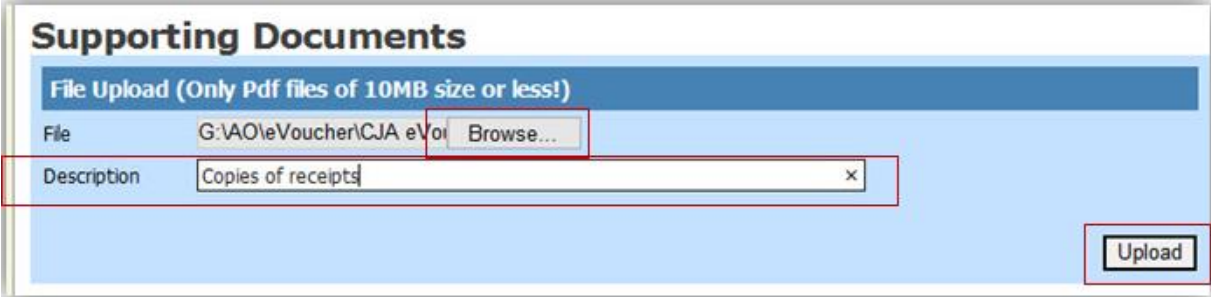 Supporting Documents
File Upload (Only Pdf files of 10MB size or less!)
File G:\AO\eVoucher\CJA eVou Browse...
Description Copies of receipts ×
Upload